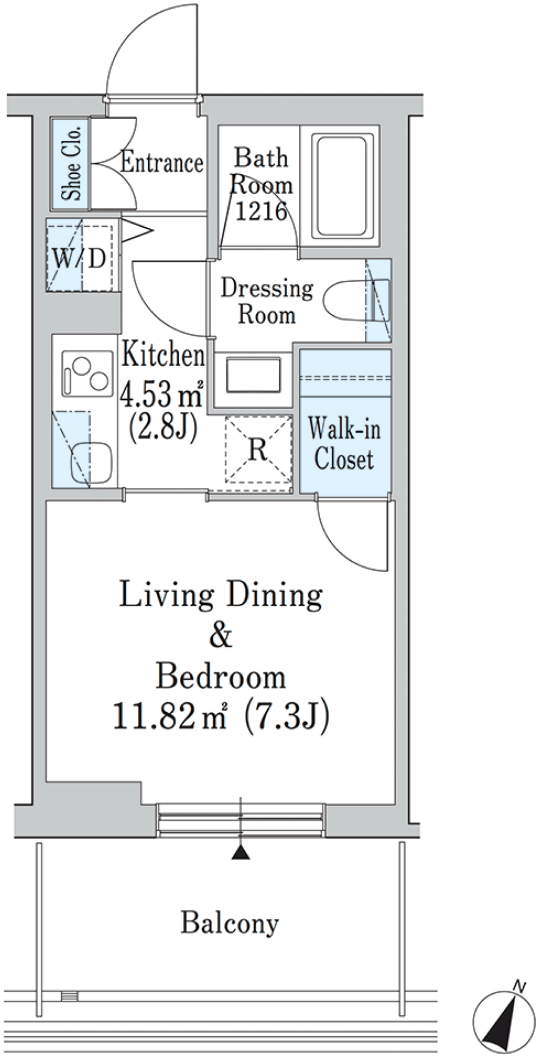 Shoe Clo.
Entrance
Bath
Room
1216
W/D
Dressing
Room
Kitchen
4.53㎡
(2.8J)
R
Walk-in
Closet
Living Dining
&
Bedroom
11.82㎡ (7.3J)
Balcony
N